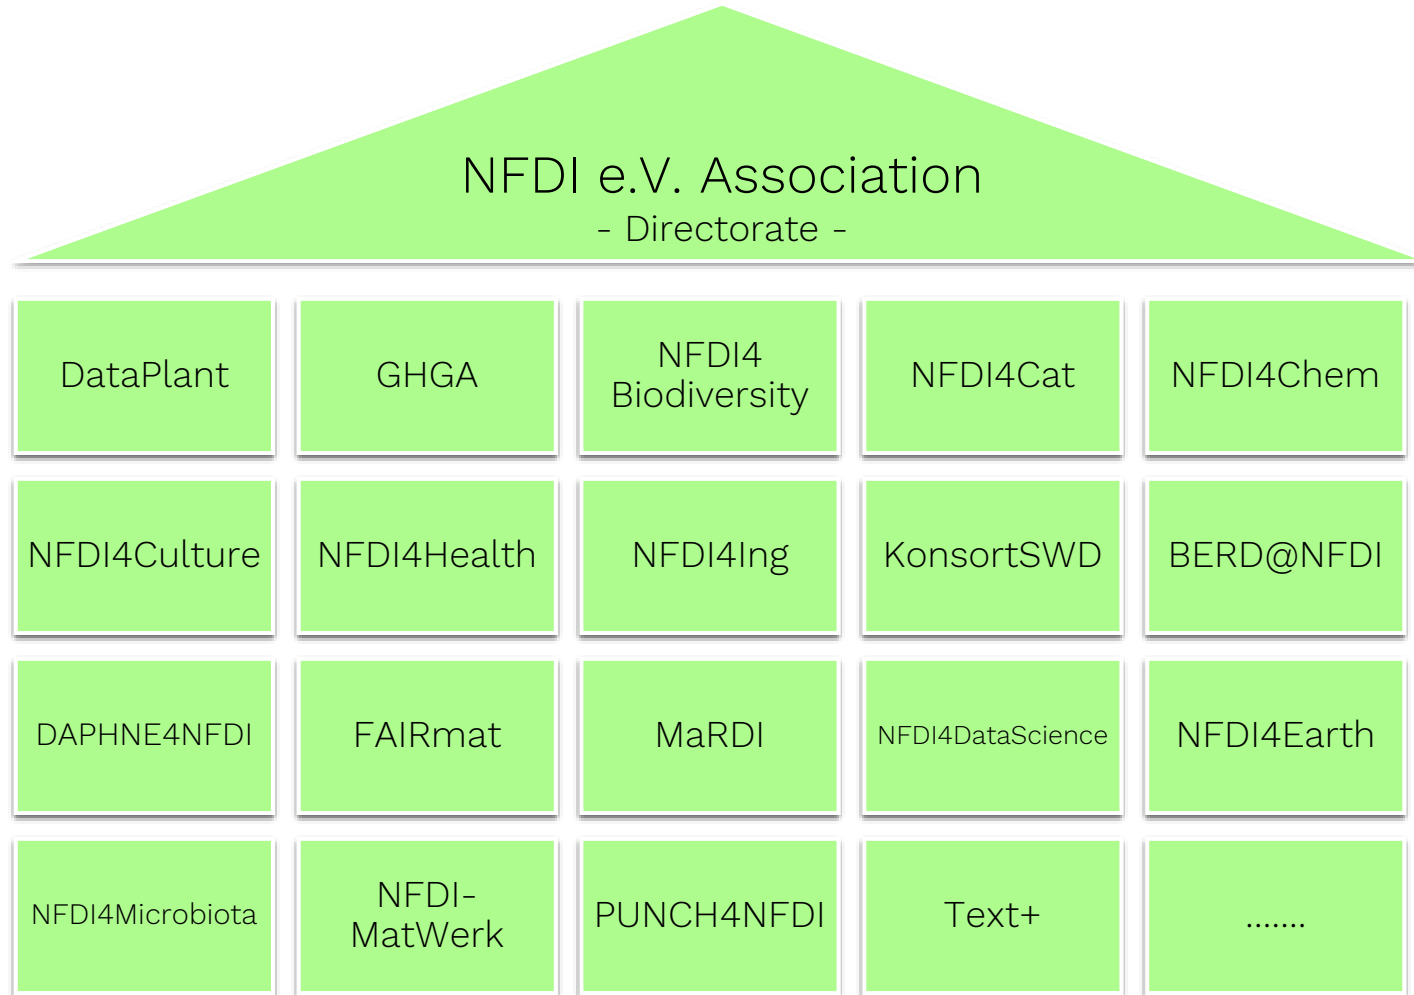 NFDI e.V. Association
- Directorate -
DataPlant
GHGA
NFDI4
Biodiversity
NFDI4Cat
NFDI4Chem
NFDI4Culture
NFDI4Health
NFDI4Ing
KonsortSWD
BERD@NFDI
DAPHNE4NFDI
FAIRmat
MaRDI
NFDI4DataScience
NFDI4Earth
NFDI4Microbiota
NFDI-
MatWerk
PUNCH4NFDI
Text+
.......